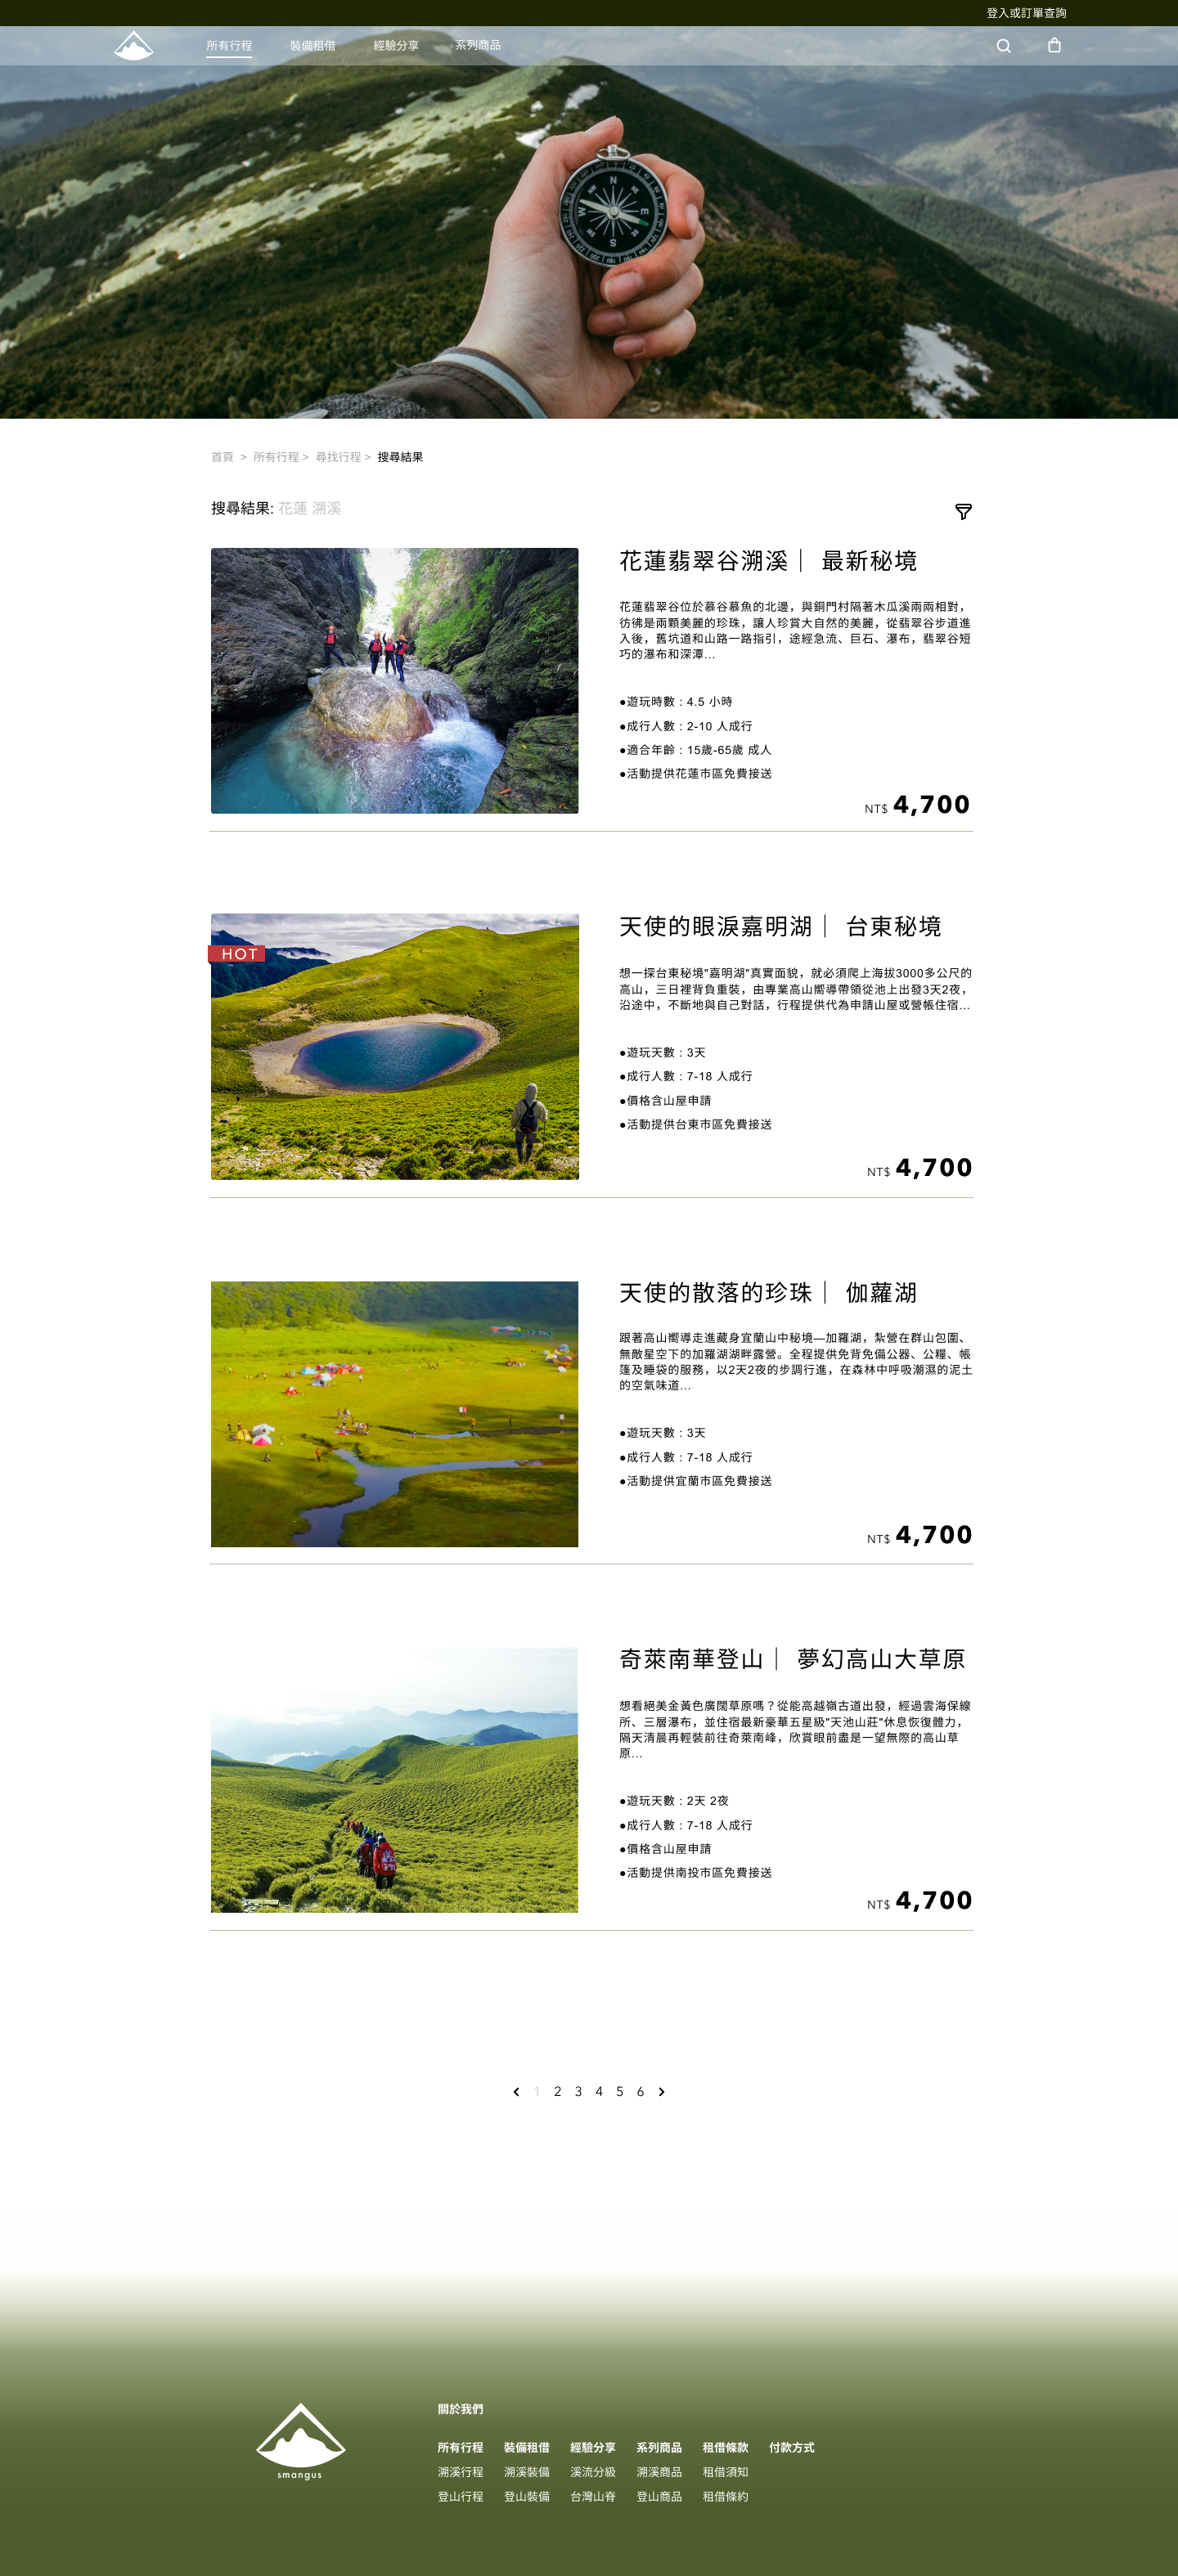 登入或訂單查詢
所有行程 裝備租借 經驗分享 系列商品
N
W E
S
首頁 > 所有行程 > 尋找行程 > 搜尋結果
搜尋結果: 花蓮 溯溪
花蓮翡翠谷溯溪｜ 最新秘境
花蓮翡翠谷位於慕谷慕魚的北邊，與銅門村隔著木瓜溪兩兩相對，
彷彿是兩顆美麗的珍珠，讓人珍賞大自然的美麗，從翡翠谷步道進
入後，舊坑道和山路一路指引，途經急流、巨石、瀑布，翡翠谷短
巧的瀑布和深潭...
●遊玩時數 : 4.5 小時
●成行人數 : 2-10 人成行
●適合年齡 : 15歲-65歲 成人
●活動提供花蓮市區免費接送
NT$ 4,700
天使的眼淚嘉明湖｜ 台東秘境
HOT
想一探台東秘境"嘉明湖"真實面貌，就必須爬上海拔3000多公尺的
高山，三日裡背負重裝，由專業高山嚮導帶領從池上出發3天2夜，
沿途中，不斷地與自己對話，行程提供代為申請山屋或營帳住宿...
●遊玩天數 : 3天
●成行人數 : 7-18 人成行
●價格含山屋申請
●活動提供台東市區免費接送
NT$ 4,700
天使的散落的珍珠｜ 伽蘿湖
跟著高山嚮導走進藏身宜蘭山中秘境—加羅湖，紮營在群山包圍、
無敵星空下的加羅湖湖畔露營。全程提供免背免備公器、公糧、帳
篷及睡袋的服務，以2天2夜的步調行進，在森林中呼吸潮濕的泥土
的空氣味道...
●遊玩天數 : 3天
●成行人數 : 7-18 人成行
●活動提供宜蘭市區免費接送
NT$ 4,700
奇萊南華登山｜ 夢幻高山大草原
想看絕美金黃色廣闊草原嗎？從能高越嶺古道出發，經過雲海保線
所、三層瀑布，並住宿最新豪華五星級"天池山莊"休息恢復體力，
隔天清晨再輕裝前往奇萊南峰，欣賞眼前盡是一望無際的高山草
原...
●遊玩天數 : 2天 2夜
●成行人數 : 7-18 人成行
●價格含山屋申請
●活動提供南投市區免費接送
NT$ 4,700
1 2 3 4 5 6
關於我們
所有行程 裝備租借 經驗分享 系列商品 租借條款 付款方式
溯溪行程 溯溪裝備 溪流分級 溯溪商品 租借須知
登山行程 登山裝備 台灣山脊 登山商品 租借條約
smangus